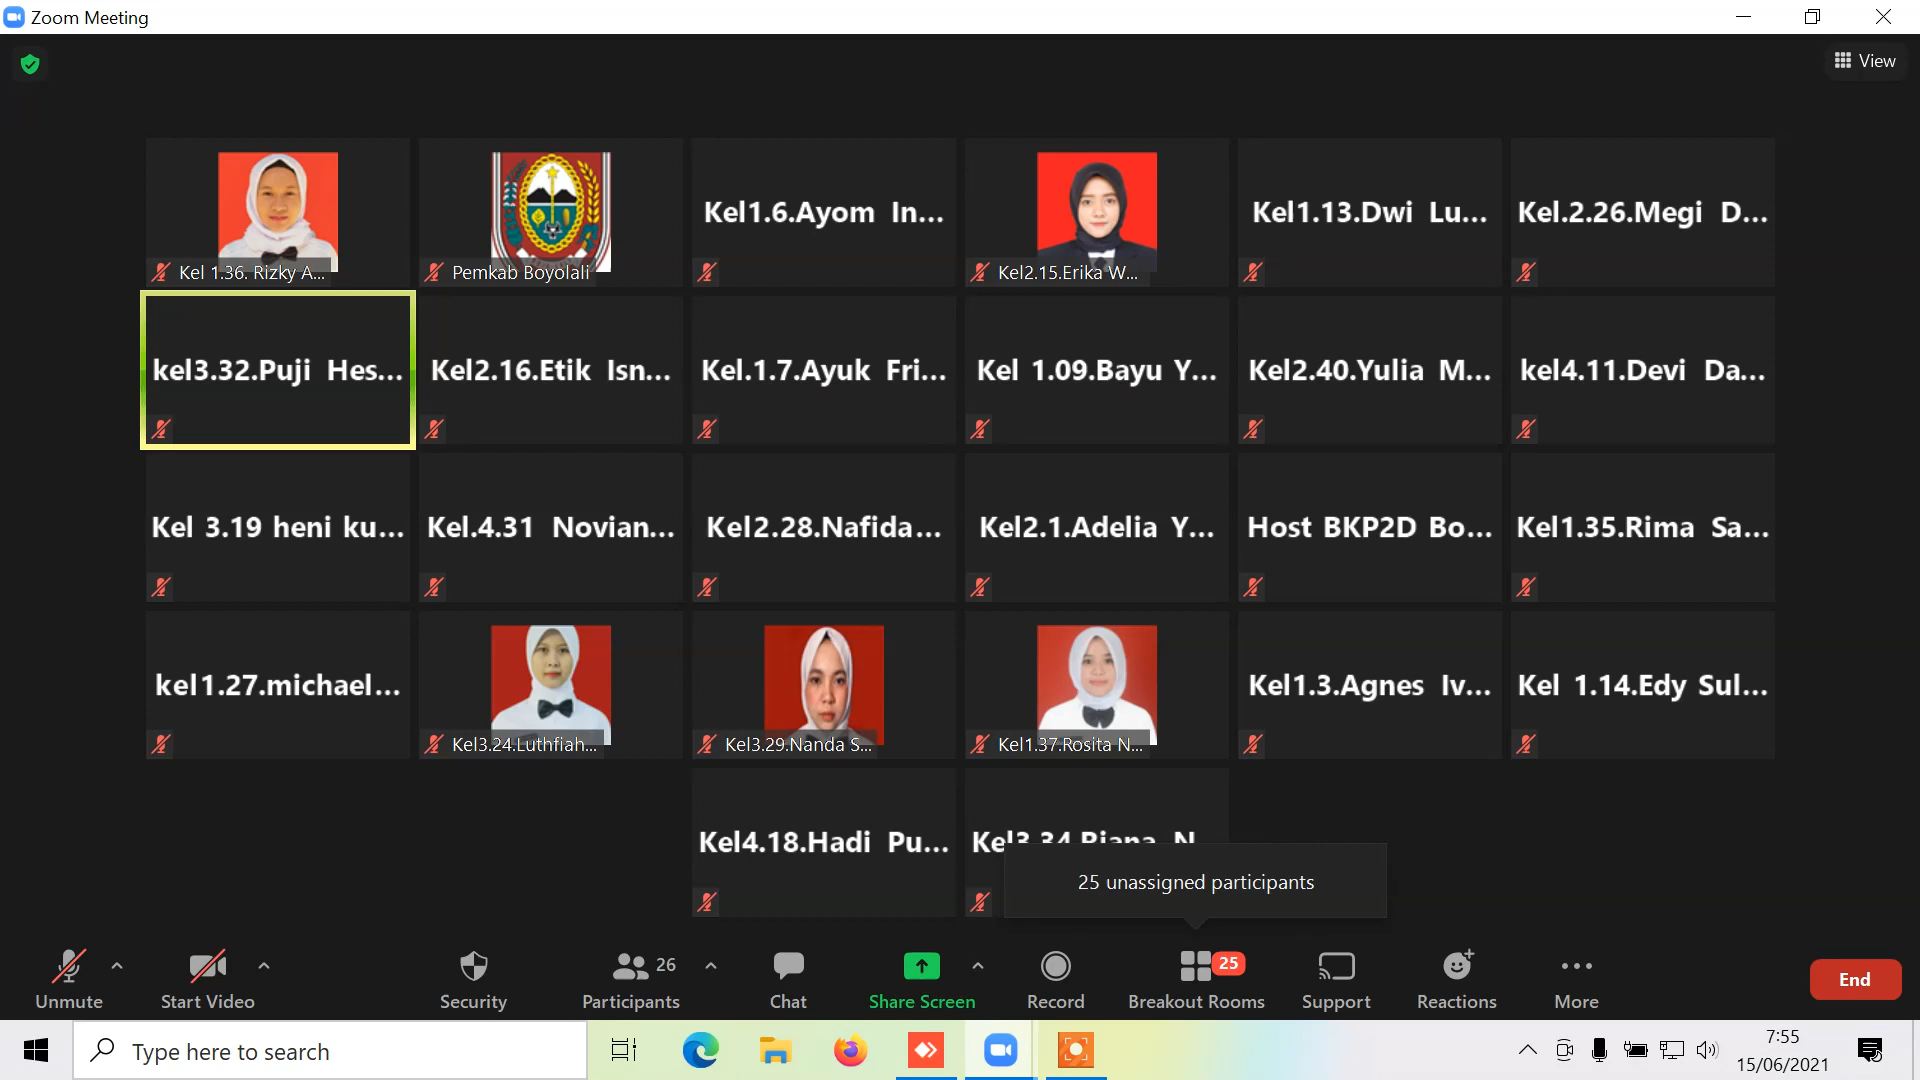 Zoom Meeting
View
Kel 1.36. Rizky A...
Pemkab Boyolali
Kel1.6.Ayom In...
Kel2.15.Erika W...
Kel1.13.Dwi Lu...
Kel.2.26.Megi D...
kel3.32.Puji Hes...
Kel2.16.Etik Isn...
Kel.1.7.Ayuk Fri...
Kel 1.09.Bayu Y...
Kel2.40.Yulia M...
kel4.11.Devi Da...
Kel 3.19 heni ku...
Kel.4.31 Novian...
Kel2.28.Nafida...
Kel2.1.Adelia Y...
Host BKP2D Bo...
Kel1.35.Rima Sa...
kel1.27.michael...
Kel3.24.Luthfiah...
Kel3.29.Nanda S...
Kel1.37.Rosita N...
Kel1.3.Agnes Iv...
Kel 1.14.Edy Sul...
Kel4.18.Hadi Pu...
Kel3.34.Riana N
25 unassigned participants
Unmute
Start Video
Security
26
Participants
Chat
Share Screen
Record
25
Breakout Rooms
Support
Reactions
More
End
Type here to search
7:55
15/06/2021